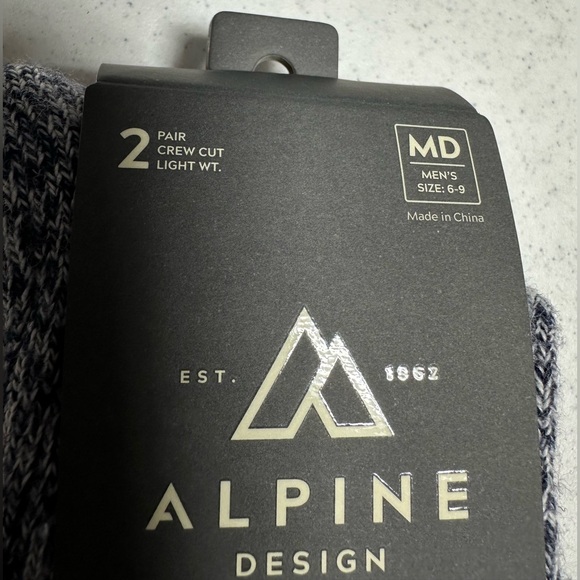 2 PAIR
CREW CUT
LIGHT WT.
MD
MEN'S
SIZE: 6-9
Made in China
EST.
ALPINE
DESIGN